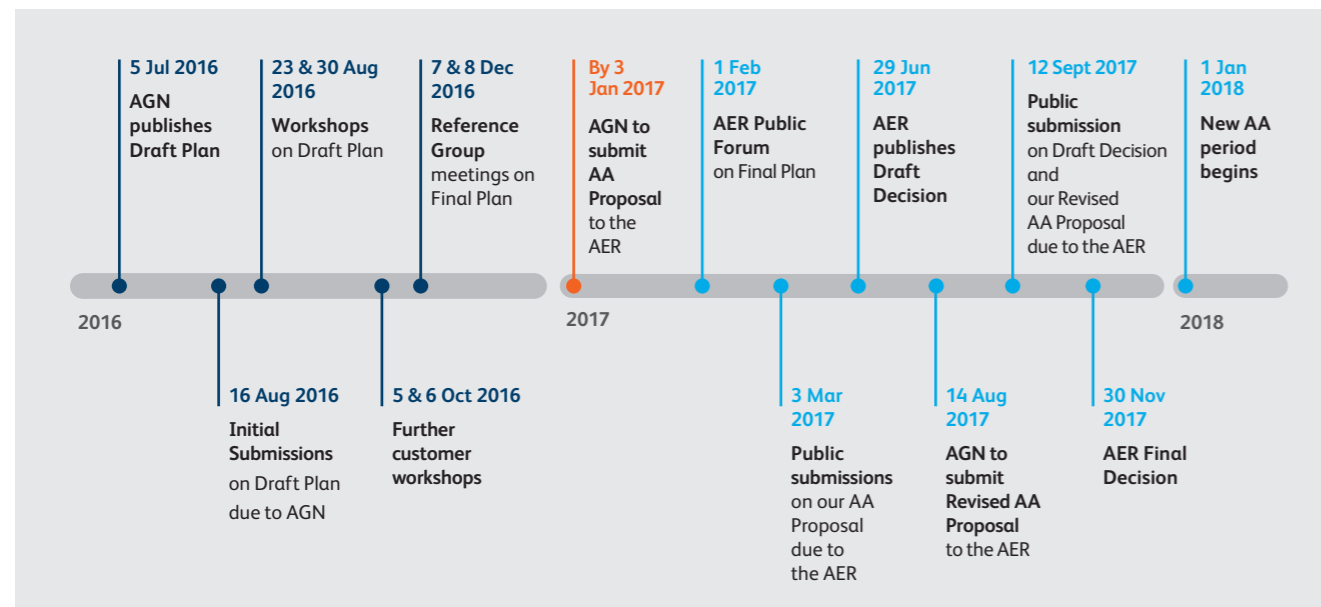 5 Jul 2016
AGN
publishes
Draft Plan
23 & 30 Aug
2016
Workshops
on Draft Plan
7 & 8 Dec
2016
Reference
Group
meetings on
Final Plan
By 3
Jan 2017
AGN to
submit
AA
Proposal
to the
AER
1 Feb
2017
AER Public
Forum
on Final Plan
29 Jun
2017
AER
publishes
Draft
Decision
12 Sept 2017
Public
submission
on Draft Decision
and
our Revised
AA Proposal
due to the AER
1 Jan
2018
New AA
period
begins
2016
2017
2018
16 Aug 2016
Initial
Submissions
on Draft Plan
due to AGN
5 & 6 Oct 2016
Further
customer
workshops
3 Mar
2017
Public
submissions
on our AA
Proposal
due to
the AER
14 Aug
2017
AGN to
submit
Revised AA
Proposal
to the AER
30 Nov
2017
AER Final
Decision